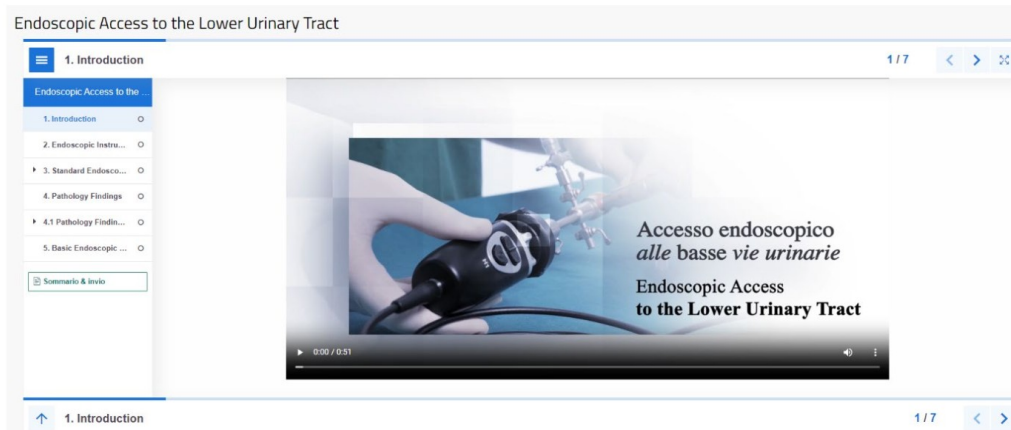 Endoscopic Access to the Lower Urinary Tract
1. Introduction
1 / 7
Endoscopic Access to the ...
1. Introduction
2. Endoscopic Instru...
3. Standard Endosco...
4. Pathology Findings
4.1 Pathology Findin...
5. Basic Endoscopic ...
Sommario & invio
Accesso endoscopico
alle basse vie urinarie
Endoscopic Access
to the Lower Urinary Tract
0:00 / 0:51
1. Introduction
1 / 7